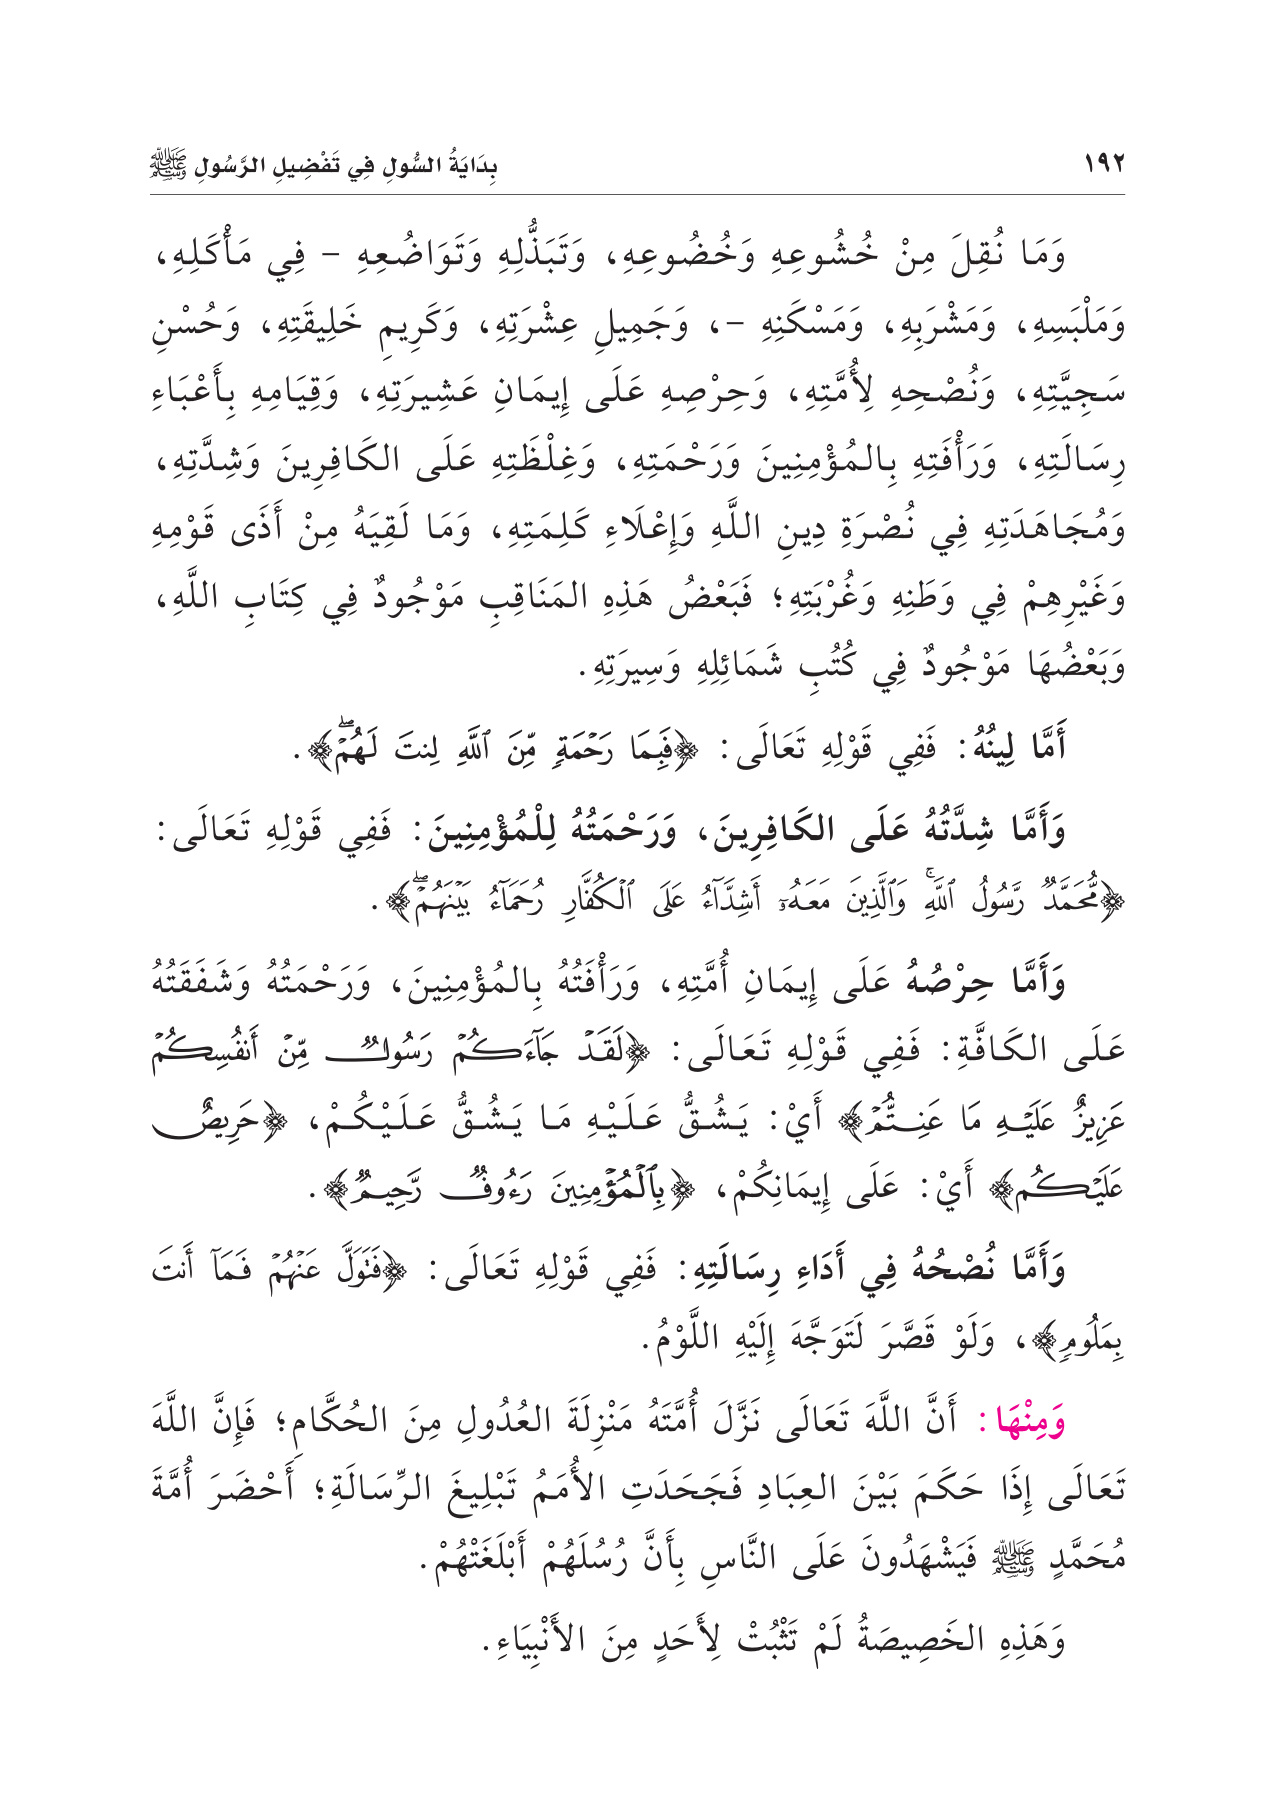 ١٩٢
بِدَايَةُ السُّولِ فِي تَفْضِيلِ الرَّسُولِ ﷺ
وَمَا نُقِلَ مِنْ خُشُوعِهِ وَخُضُوعِهِ، وَتَبَذُّلِهِ وَتَوَاضُعِهِ - فِي مَأْكَلِهِ،
وَمَلْبَسِهِ، وَمَشْرَبِهِ، وَمَسْكَنِهِ -، وَجَمِيلِ عِشْرَتِهِ، وَكَرِيمِ خَلِيقَتِهِ، وَحُسْنِ
سَجِيَّتِهِ، وَنُصْحِهِ لِأُمَّتِهِ، وَحِرْصِهِ عَلَى إِيمَانِ عَشِيرَتِهِ، وَقِيَامِهِ بِأَعْبَاءِ
رِسَالَتِهِ، وَرَأْفَتِهِ بِالمُؤْمِنِينَ وَرَحْمَتِهِ، وَغِلْظَتِهِ عَلَى الكَافِرِينَ وَشِدَّتِهِ،
وَمُجَاهَدَتِهِ فِي نُصْرَةِ دِينِ اللَّهِ وَإِعْلَاءِ كَلِمَتِهِ، وَمَا لَقِيَهُ مِنْ أَذَى قَوْمِهِ
وَغَيْرِهِمْ فِي وَطَنِهِ وَغُرْبَتِهِ؛ فَبَعْضُ هَذِهِ المَنَاقِبِ مَوْجُودٌ فِي كِتَابِ اللَّهِ،
وَبَعْضُهَا مَوْجُودٌ فِي كُتُبِ شَمَائِلِهِ وَسِيرَتِهِ.
أَمَّا لِينُهُ: فَفِي قَوْلِهِ تَعَالَى: ﴿فَبِمَا رَحْمَةٍ مِّنَ ٱللَّهِ لِنتَ لَهُمْۖ﴾.
وَأَمَّا شِدَّتُهُ عَلَى الكَافِرِينَ، وَرَحْمَتُهُ لِلْمُؤْمِنِينَ: فَفِي قَوْلِهِ تَعَالَى:
﴿مُّحَمَّدٌ رَّسُولُ ٱللَّهِۚ وَٱلَّذِينَ مَعَهُۥٓ أَشِدَّآءُ عَلَى ٱلْكُفَّارِ رُحَمَآءُ بَيْنَهُمْۖ﴾.
وَأَمَّا حِرْصُهُ عَلَى إِيمَانِ أُمَّتِهِ، وَرَأْفَتُهُ بِالمُؤْمِنِينَ، وَرَحْمَتُهُ وَشَفَقَتُهُ
عَلَى الكَافَّةِ: فَفِي قَوْلِهِ تَعَالَى: ﴿لَقَدْ جَآءَكُمْ رَسُولٌ مِّنْ أَنفُسِكُمْ
عَزِيزٌ عَلَيْهِ مَا عَنِتُّمْ﴾ أَيْ: يَشُقُّ عَلَيْهِ مَا يَشُقُّ عَلَيْكُمْ، ﴿حَرِيصٌ
عَلَيْكُم﴾ أَيْ: عَلَى إِيمَانِكُمْ، ﴿بِٱلْمُؤْمِنِينَ رَءُوفٌ رَّحِيمٌ﴾.
وَأَمَّا نُصْحُهُ فِي أَدَاءِ رِسَالَتِهِ: فَفِي قَوْلِهِ تَعَالَى: ﴿فَتَوَلَّ عَنْهُمْ فَمَآ أَنتَ
بِمَلُومٍ﴾، وَلَوْ قَصَّرَ لَتَوَجَّهَ إِلَيْهِ اللَّوْمُ.
وَمِنْهَا: أَنَّ اللَّهَ تَعَالَى نَزَّلَ أُمَّتَهُ مَنْزِلَةَ العُدُولِ مِنَ الحُكَّامِ؛ فَإِنَّ اللَّهَ
تَعَالَى إِذَا حَكَمَ بَيْنَ العِبَادِ فَجَحَدَتِ الأُمَمُ تَبْلِيغَ الرِّسَالَةِ؛ أَحْضَرَ أُمَّةَ
مُحَمَّدٍ ﷺ فَيَشْهَدُونَ عَلَى النَّاسِ بِأَنَّ رُسُلَهُمْ أَبْلَغَتْهُمْ.
وَهَذِهِ الخَصِيصَةُ لَمْ تَثْبُتْ لِأَحَدٍ مِنَ الأَنْبِيَاءِ.